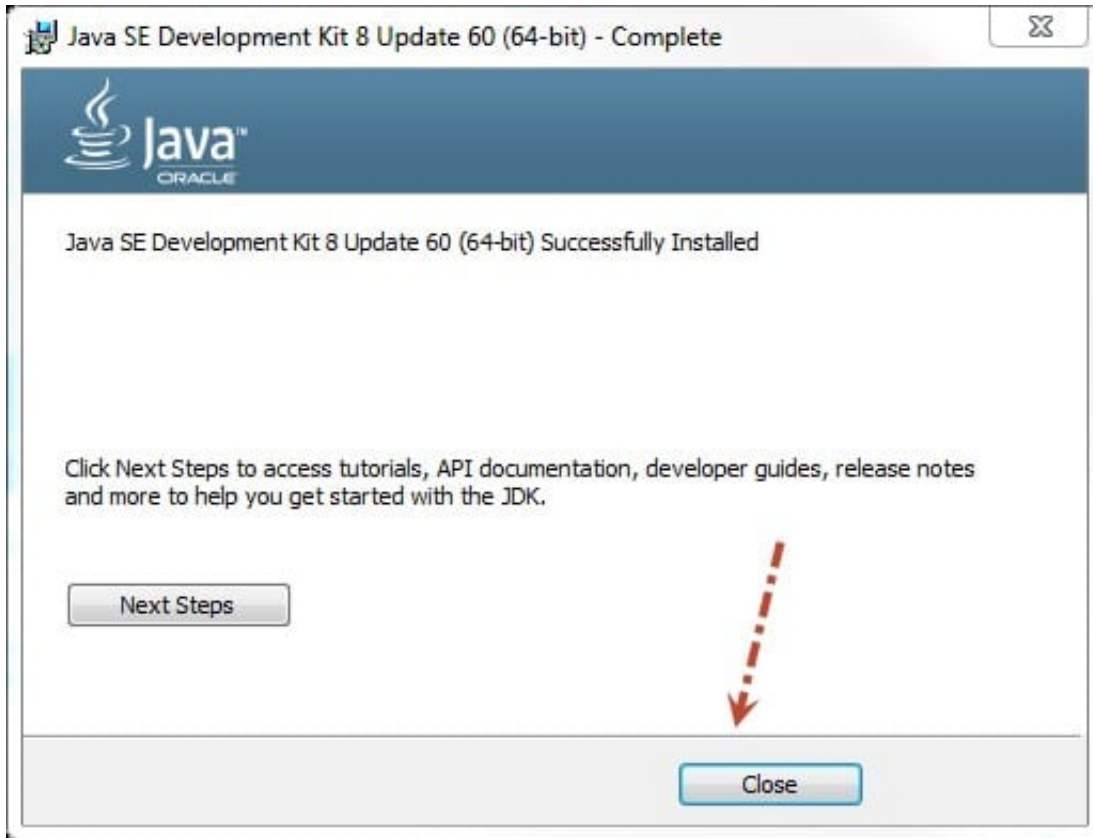 Java SE Development Kit 8 Update 60 (64-bit) - Complete
Java™
ORACLE
Java SE Development Kit 8 Update 60 (64-bit) Successfully Installed
Click Next Steps to access tutorials, API documentation, developer guides, release notes
and more to help you get started with the JDK.
Next Steps
Close